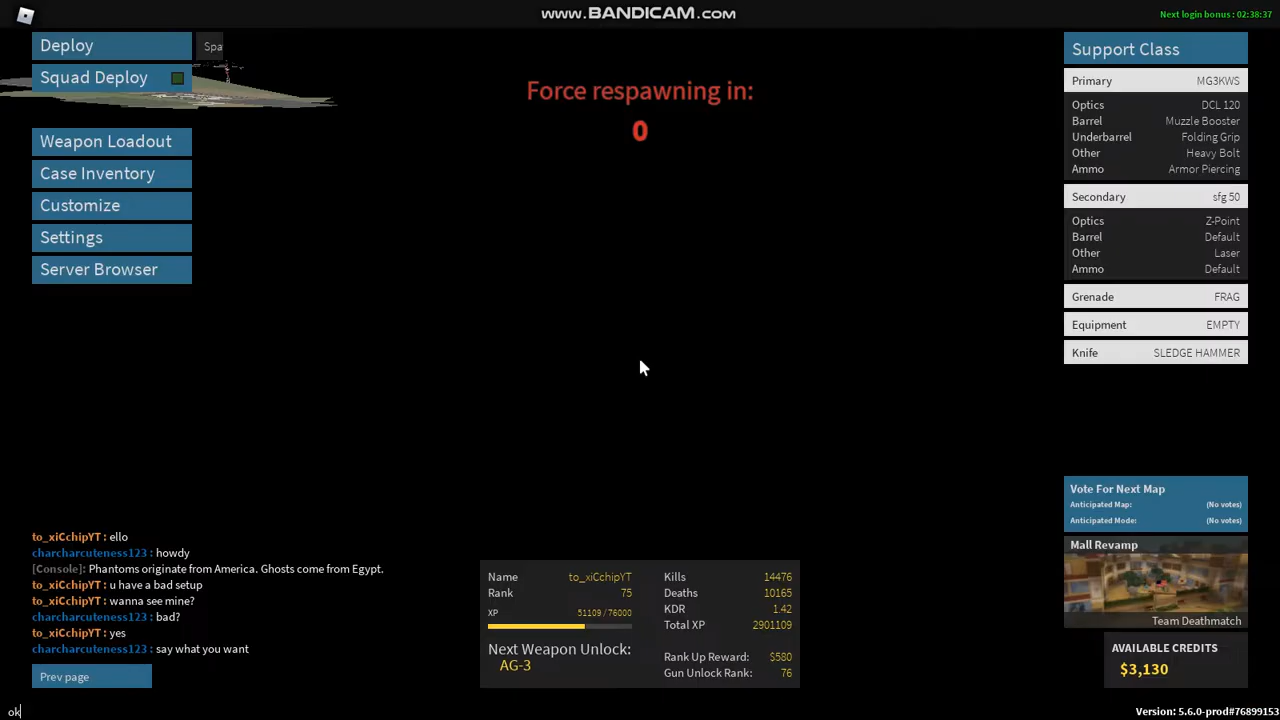 www.BANDICAM.com
Next login bonus : 02:38:37
Deploy
Spa
Squad Deploy
Weapon Loadout
Case Inventory
Customize
Settings
Server Browser
Force respawning in:
0
Support Class
Primary MG3KWS
Optics DCL 120
Barrel Muzzle Booster
Underbarrel Folding Grip
Other Heavy Bolt
Ammo Armor Piercing
Secondary sfg 50
Optics Z-Point
Barrel Default
Other Laser
Ammo Default
Grenade FRAG
Equipment EMPTY
Knife SLEDGE HAMMER
to_xiCchipYT : ello
charcharcuteness123 : howdy
[Console]: Phantoms originate from America. Ghosts come from Egypt.
to_xiCchipYT : u have a bad setup
to_xiCchipYT : wanna see mine?
charcharcuteness123 : bad?
to_xiCchipYT : yes
charcharcuteness123 : say what you want
Prev page
ok
Name to_xiCchipYT
Rank 75
XP 51109 / 76000
Next Weapon Unlock:
AG-3
Kills 14476
Deaths 10165
KDR 1.42
Total XP 2901109
Rank Up Reward: $580
Gun Unlock Rank: 76
Vote For Next Map
Anticipated Map: (No votes)
Anticipated Mode: (No votes)
Mall Revamp
Team Deathmatch
AVAILABLE CREDITS
$3,130
Version: 5.6.0-prod#76899153